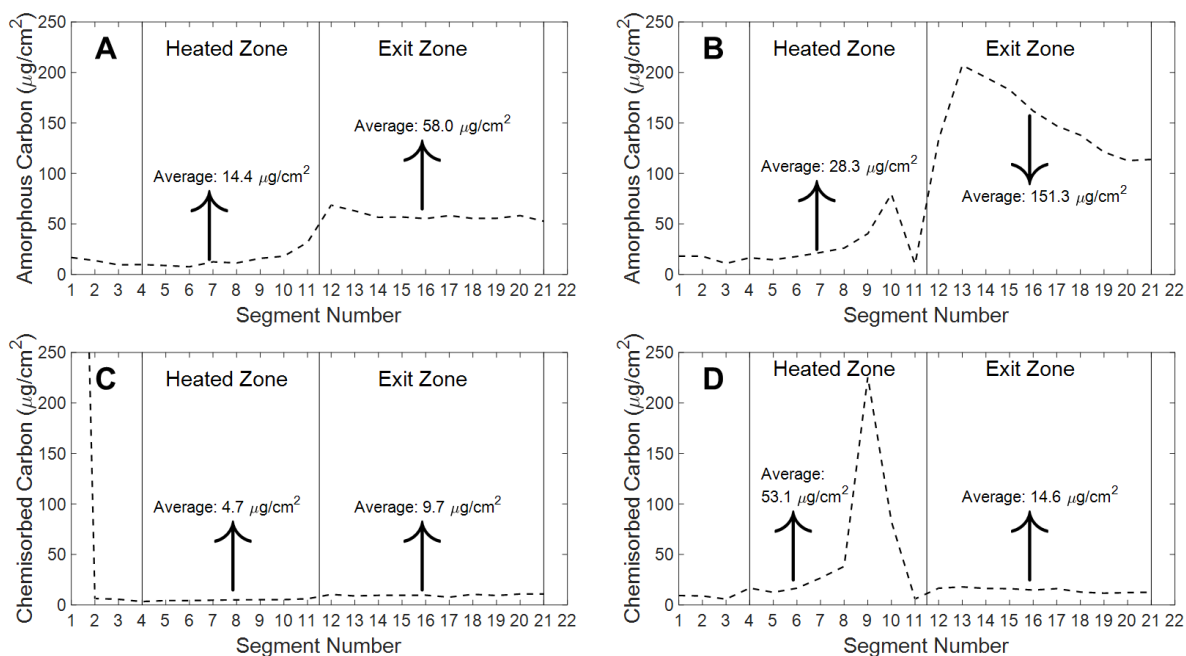 A
Heated Zone
Exit Zone
Average: 14.4 μg/cm²
Average: 58.0 μg/cm²
Amorphous Carbon (μg/cm²)
250
200
150
100
50
0
1 2 3 4 5 6 7 8 9 10 11 12 13 14 15 16 17 18 19 20 21 22
Segment Number
B
Heated Zone
Exit Zone
Average: 28.3 μg/cm²
Average: 151.3 μg/cm²
Amorphous Carbon (μg/cm²)
250
200
150
100
50
0
1 2 3 4 5 6 7 8 9 10 11 12 13 14 15 16 17 18 19 20 21 22
Segment Number
C
Heated Zone
Exit Zone
Average: 4.7 μg/cm²
Average: 9.7 μg/cm²
Chemisorbed Carbon (μg/cm²)
250
200
150
100
50
0
1 2 3 4 5 6 7 8 9 10 11 12 13 14 15 16 17 18 19 20 21 22
Segment Number
D
Heated Zone
Exit Zone
Average:
53.1 μg/cm²
Average: 14.6 μg/cm²
Chemisorbed Carbon (μg/cm²)
250
200
150
100
50
0
1 2 3 4 5 6 7 8 9 10 11 12 13 14 15 16 17 18 19 20 21 22
Segment Number